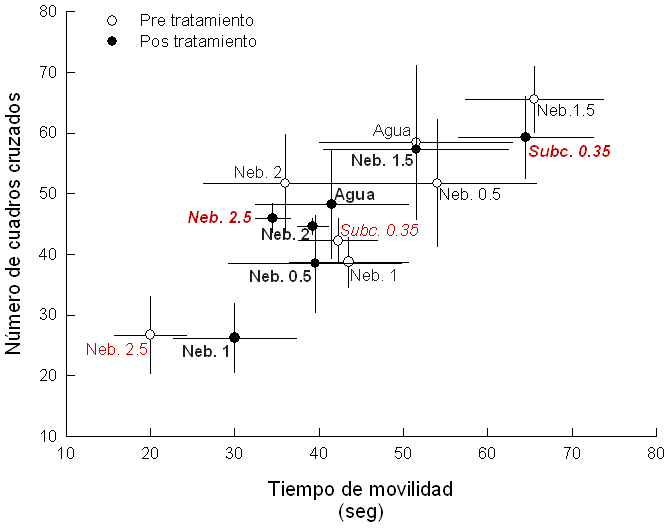 Pre tratamiento
Pos tratamiento
80
70
60
50
40
30
20
10
Número de cuadros cruzados
Neb.1.5
Agua
Subc. 0.35
Neb. 1.5
Neb. 2
Neb. 0.5
Agua
Neb. 2.5
Neb. 2
Subc. 0.35
Neb. 0.5
Neb. 1
Neb. 2.5
Neb. 1
10
20
30
40
50
60
70
80
Tiempo de movilidad
(seg)